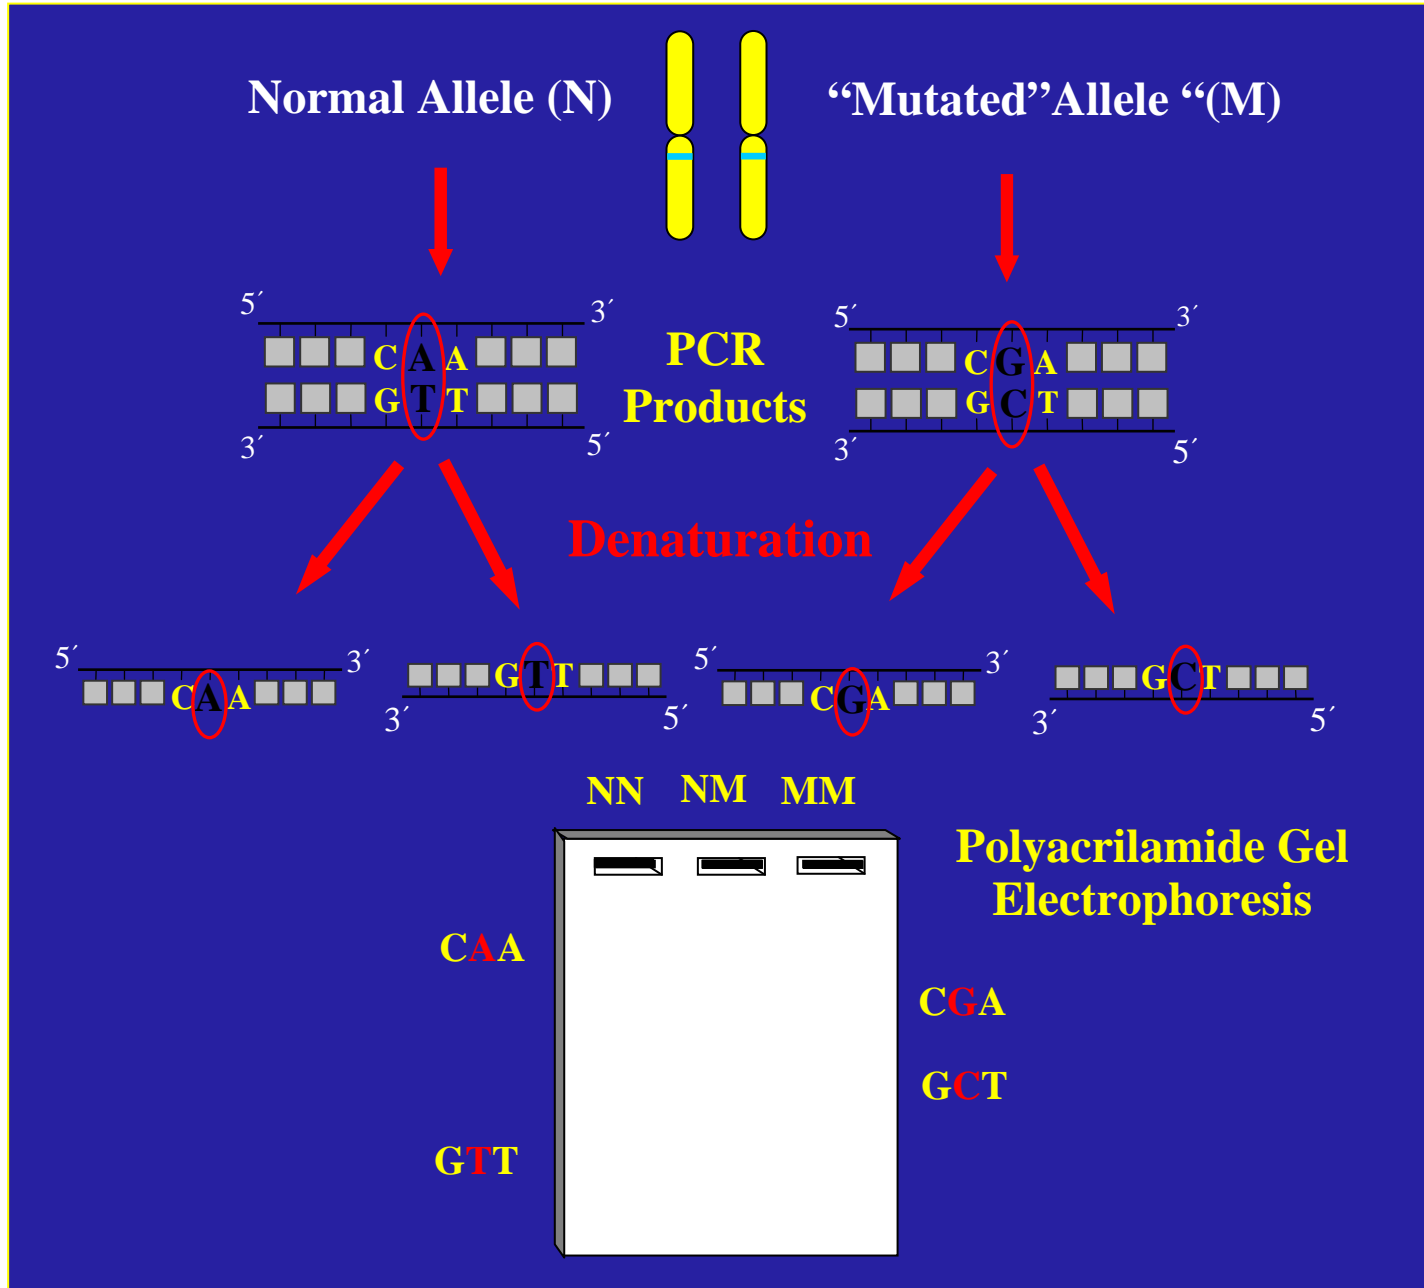 Normal Allele (N)
“Mutated”Allele “(M)
5´
3´
C A A
G T T
3´
5´
PCR
Products
5´
3´
C G A
G C T
3´
5´
Denaturation
5´
3´
C A A
G T T
3´
5´
5´
3´
C G A
G C T
3´
5´
NN NM MM
Polyacrilamide Gel
Electrophoresis
CAA
CGA
GCT
GTT